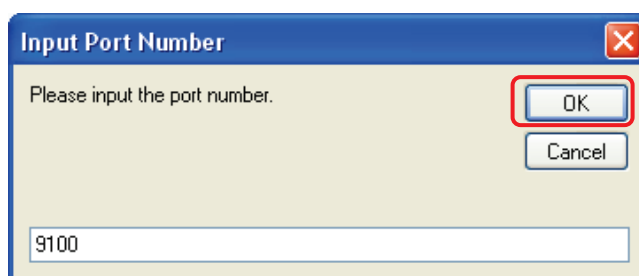 Input Port Number
Please input the port number.
OK
Cancel
9100